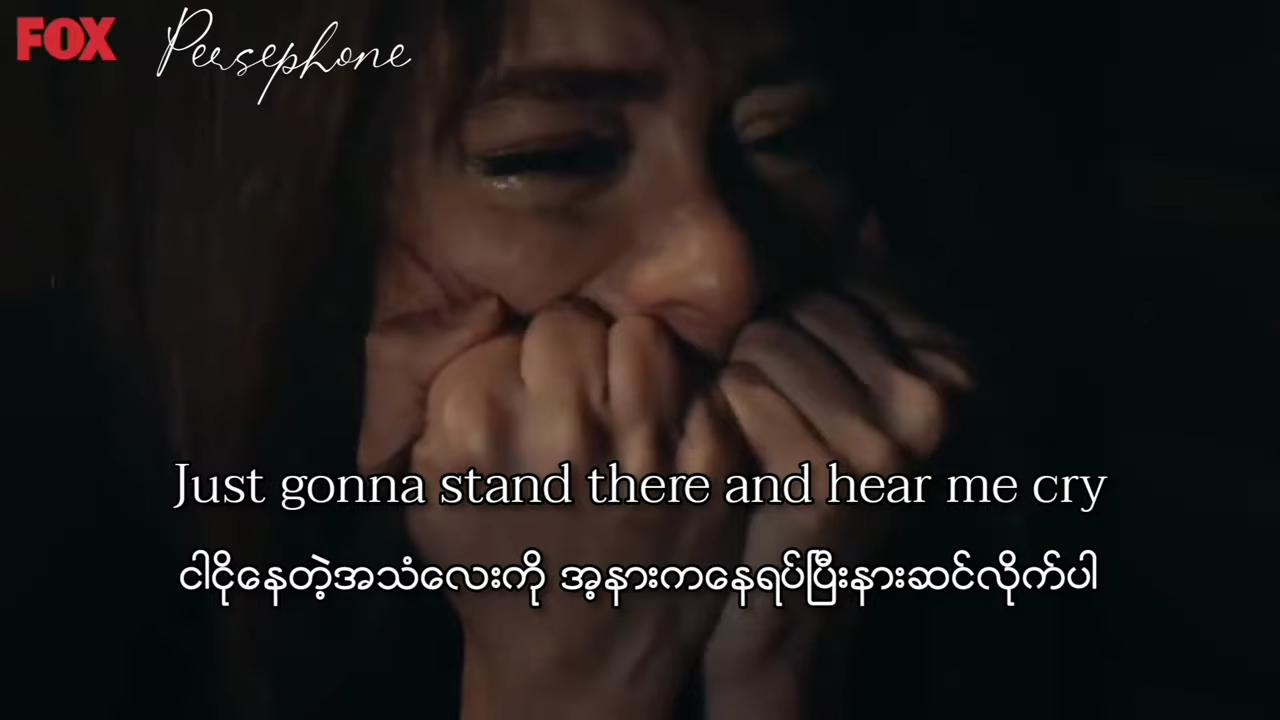 FOX
Persephone
Just gonna stand there and hear me cry
ငါငိုနေတဲ့အသံလေးကို အ့နားကနေရပ်ပြီးနားဆင်လိုက်ပါ